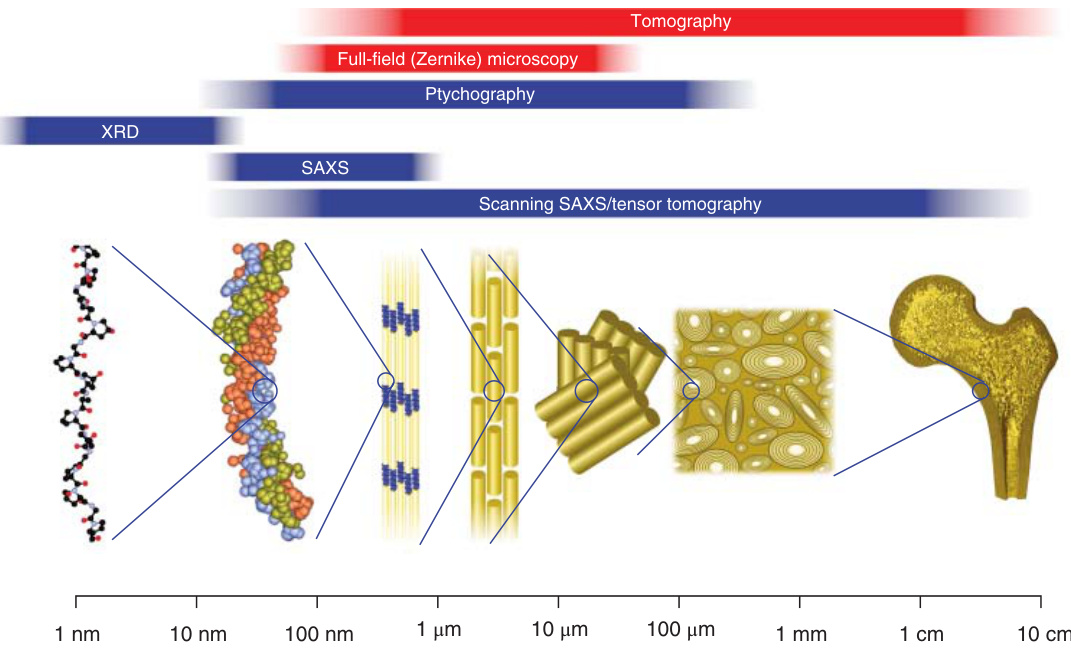 Tomography
Full-field (Zernike) microscopy
Ptychography
XRD
SAXS
Scanning SAXS/tensor tomography
1 nm
10 nm
100 nm
1 μm
10 μm
100 μm
1 mm
1 cm
10 cm